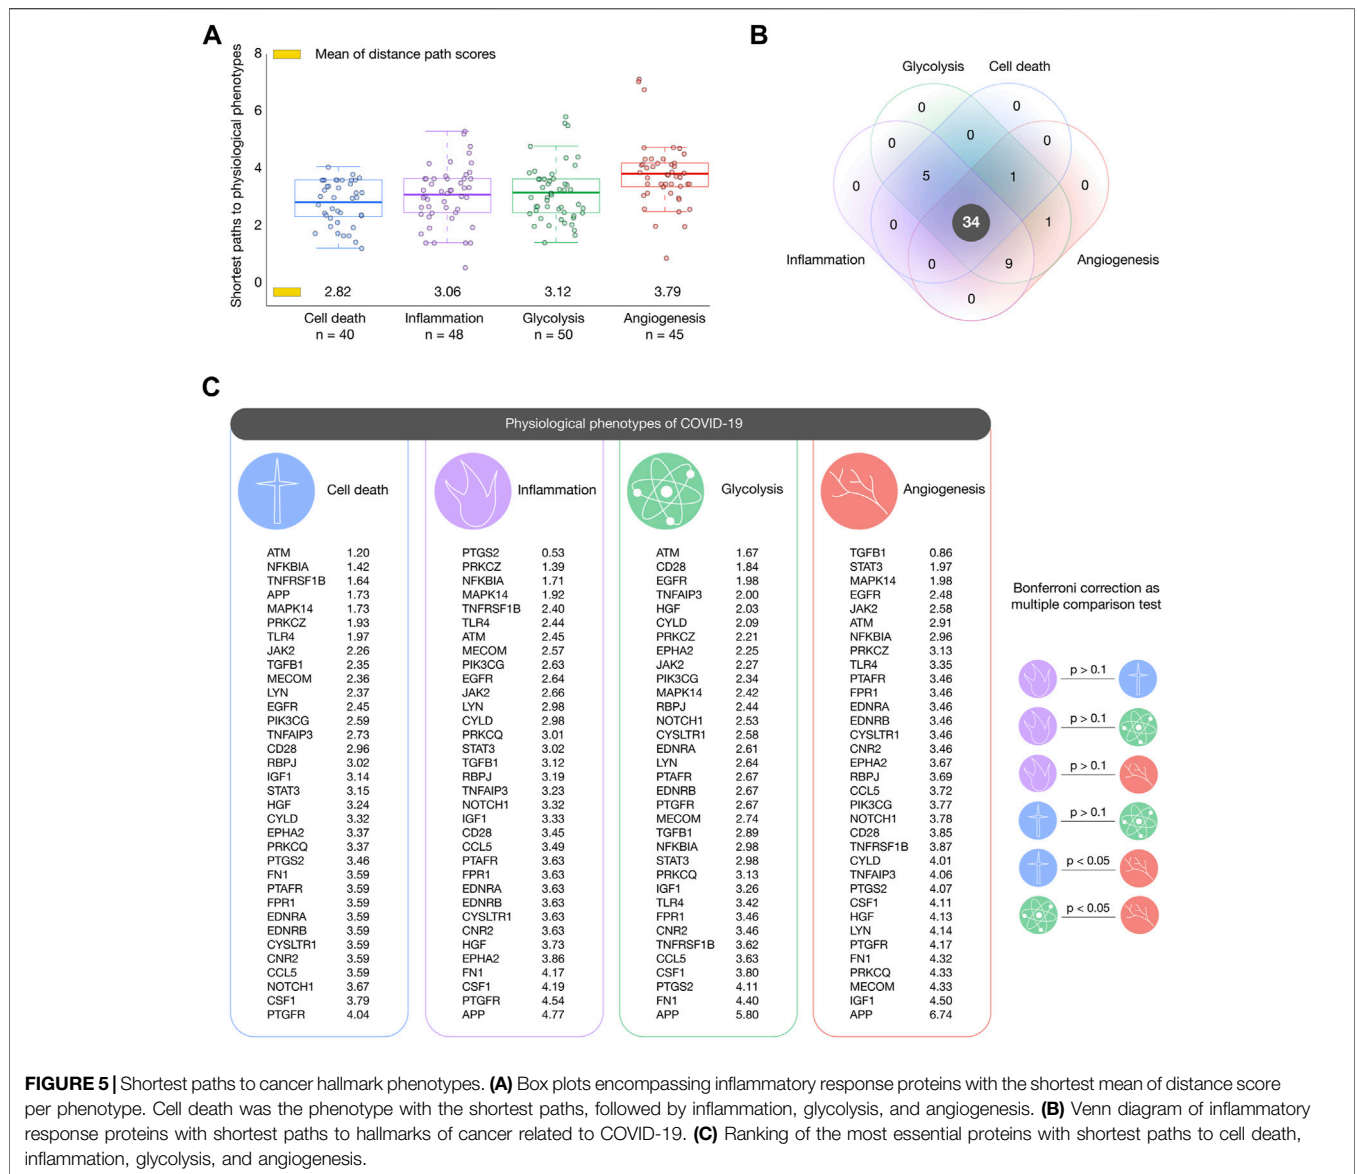 A
Shortest paths to physiological phenotypes
8
6
4
2
0
Mean of distance path scores
2.82 3.06 3.12 3.79
Cell death Inflammation Glycolysis Angiogenesis
n = 40 n = 48 n = 50 n = 45
B
Glycolysis Cell death
0 0
0 0 0
0 5 1 0
0 34 1
Inflammation Angiogenesis
0 9
0
C
Physiological phenotypes of COVID-19
Cell death Inflammation Glycolysis Angiogenesis
ATM 1.20 PTGS2 0.53 ATM 1.67 TGFB1 0.86
NFKBIA 1.42 PRKCZ 1.39 CD28 1.84 STAT3 1.97
TNFRSF1B 1.64 NFKBIA 1.71 EGFR 1.98 MAPK14 1.98
APP 1.73 MAPK14 1.92 TNFAIP3 2.00 EGFR 2.48
MAPK14 1.73 TNFRSF1B 2.40 HGF 2.03 JAK2 2.58
PRKCZ 1.93 TLR4 2.44 CYLD 2.09 ATM 2.91
TLR4 1.97 ATM 2.45 PRKCZ 2.21 NFKBIA 2.96
JAK2 2.26 MECOM 2.57 EPHA2 2.25 PRKCZ 3.13
TGFB1 2.35 PIK3CG 2.63 JAK2 2.27 TLR4 3.35
MECOM 2.36 EGFR 2.64 PIK3CG 2.34 PTAFR 3.46
LYN 2.37 JAK2 2.66 MAPK14 2.42 FPR1 3.46
EGFR 2.45 LYN 2.98 RBPJ 2.44 EDNRA 3.46
PIK3CG 2.59 CYLD 2.98 NOTCH1 2.53 EDNRB 3.46
TNFAIP3 2.73 PRKCQ 3.01 CYSLTR1 2.58 CYSLTR1 3.46
CD28 2.96 STAT3 3.02 EDNRA 2.61 CNR2 3.46
RBPJ 3.02 TGFB1 3.12 LYN 2.64 EPHA2 3.67
IGF1 3.14 RBPJ 3.19 PTAFR 2.67 RBPJ 3.69
STAT3 3.15 TNFAIP3 3.23 EDNRB 2.67 CCL5 3.72
HGF 3.24 NOTCH1 3.32 PTGFR 2.67 PIK3CG 3.77
CYLD 3.32 IGF1 3.33 MECOM 2.74 NOTCH1 3.78
EPHA2 3.37 CD28 3.45 TGFB1 2.89 CD28 3.85
PRKCQ 3.37 CCL5 3.49 NFKBIA 2.98 TNFRSF1B 3.87
PTGS2 3.46 PTAFR 3.63 STAT3 2.98 CYLD 4.01
FN1 3.59 FPR1 3.63 PRKCQ 3.13 TNFAIP3 4.06
PTAFR 3.59 EDNRA 3.63 IGF1 3.26 PTGS2 4.07
FPR1 3.59 EDNRB 3.63 TLR4 3.42 CSF1 4.11
EDNRA 3.59 CYSLTR1 3.63 FPR1 3.46 HGF 4.13
EDNRB 3.59 CNR2 3.63 CNR2 3.46 LYN 4.14
CYSLTR1 3.59 HGF 3.73 TNFRSF1B 3.62 PTGFR 4.17
CNR2 3.59 EPHA2 3.86 CCL5 3.63 FN1 4.32
CCL5 3.59 FN1 4.17 CSF1 3.80 PRKCQ 4.33
NOTCH1 3.67 CSF1 4.19 PTGS2 4.11 MECOM 4.33
CSF1 3.79 PTGFR 4.54 FN1 4.40 IGF1 4.50
PTGFR 4.04 APP 4.77 APP 5.80 APP 6.74
Bonferroni correction as
multiple comparison test
p > 0.1
p > 0.1
p > 0.1
p > 0.1
p < 0.05
p < 0.05
FIGURE 5 | Shortest paths to cancer hallmark phenotypes. (A) Box plots encompassing inflammatory response proteins with the shortest mean of distance score
per phenotype. Cell death was the phenotype with the shortest paths, followed by inflammation, glycolysis, and angiogenesis. (B) Venn diagram of inflammatory
response proteins with shortest paths to hallmarks of cancer related to COVID-19. (C) Ranking of the most essential proteins with shortest paths to cell death,
inflammation, glycolysis, and angiogenesis.